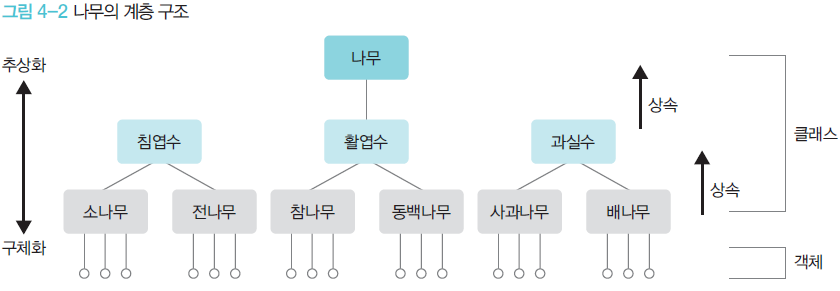 그림 4-2 나무의 계층 구조
추상화
나무
상속
클래스
침엽수
활엽수
과실수
상속
소나무
전나무
참나무
동백나무
사과나무
배나무
구체화
객체